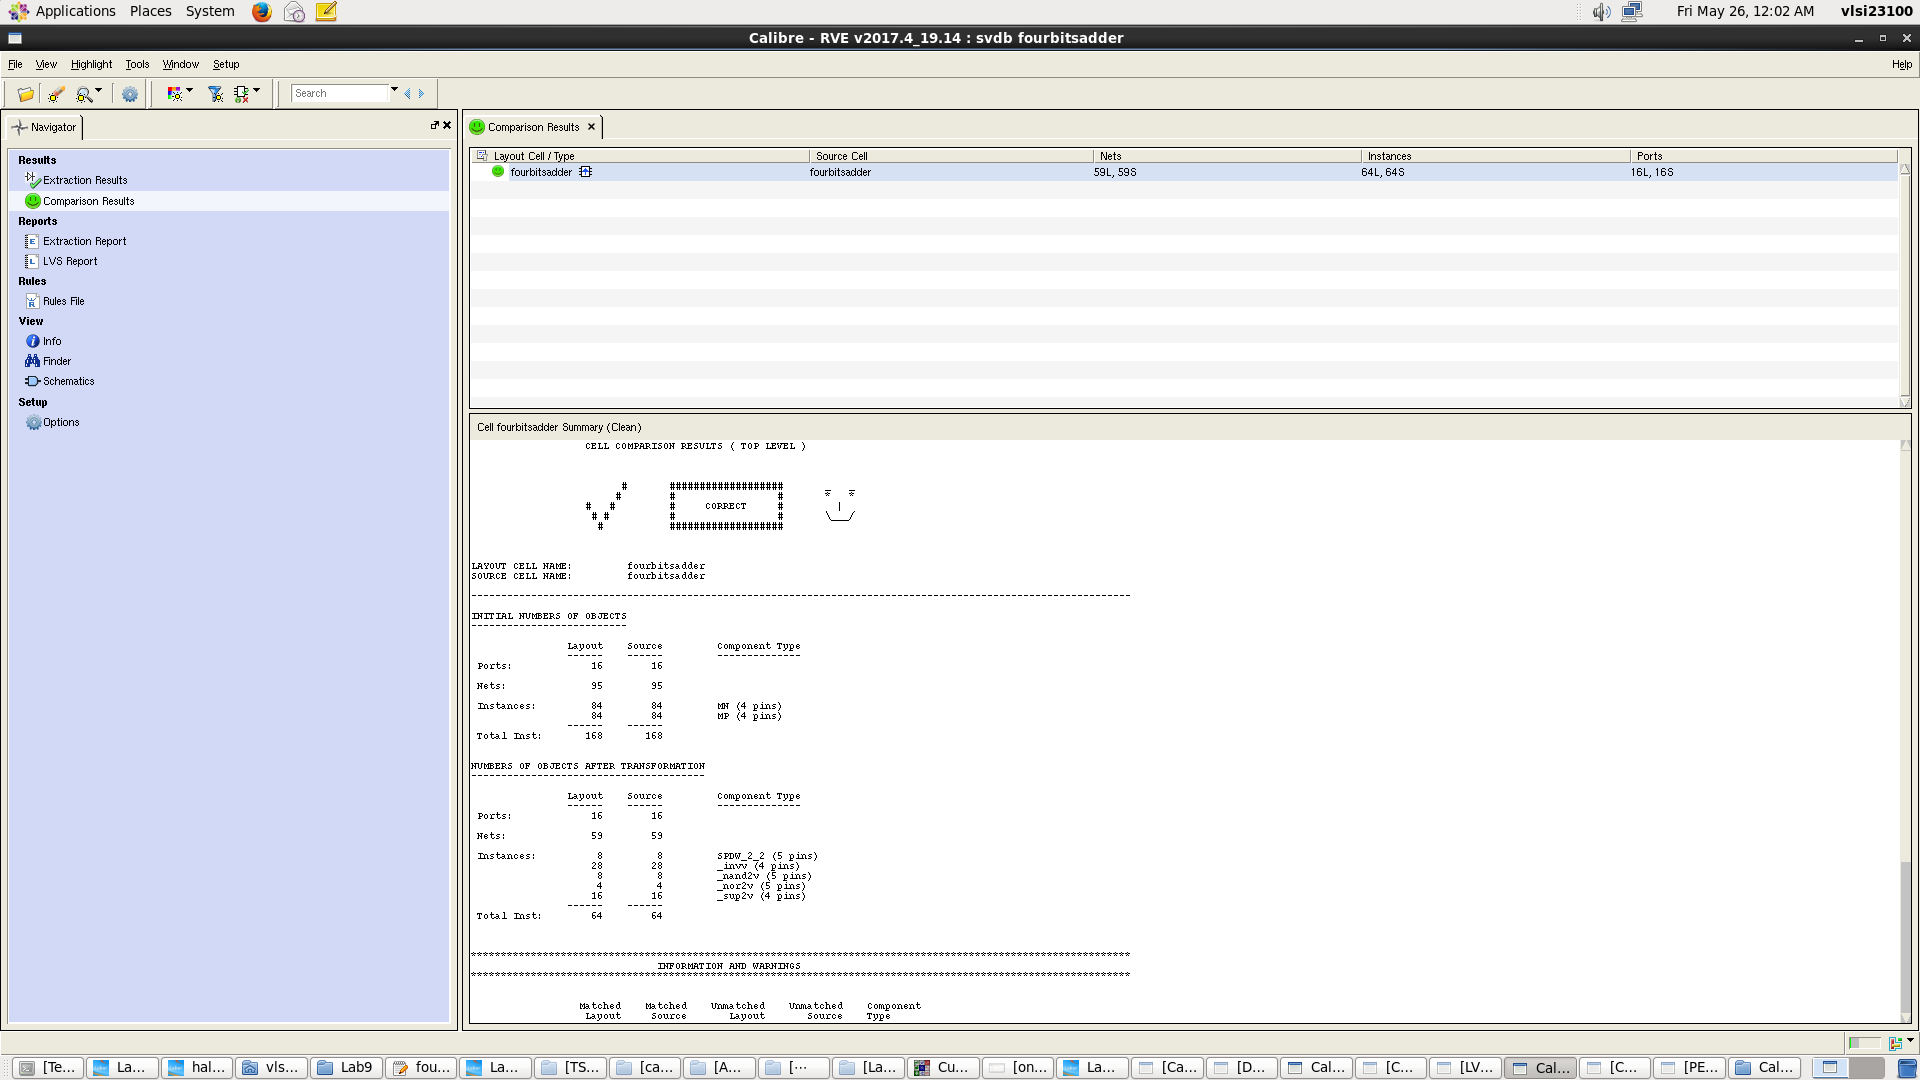 Applications Places System Fri May 26, 12:02 AM vlsi23100
Calibre - RVE v2017.4_19.14 : svdb fourbitsadder
File View Highlight Tools Window Setup Help
Search
Navigator
Results
Extraction Results
Comparison Results
Reports
Extraction Report
LVS Report
Rules
Rules File
View
Info
Finder
Schematics
Setup
Options
Comparison Results
Layout Cell / Type Source Cell Nets Instances Ports
fourbitsadder fourbitsadder 59L, 59S 64L, 64S 16L, 16S
Cell fourbitsadder Summary (Clean)
CELL COMPARISON RESULTS ( TOP LEVEL )
CORRECT
LAYOUT CELL NAME: fourbitsadder
SOURCE CELL NAME: fourbitsadder
INITIAL NUMBERS OF OBJECTS
Layout Source Component Type
Ports: 16 16
Nets: 95 95
Instances: 84 84 MN (4 pins)
84 84 MP (4 pins)
Total Inst: 168 168
NUMBERS OF OBJECTS AFTER TRANSFORMATION
Layout Source Component Type
Ports: 16 16
Nets: 59 59
Instances: 8 8 SPDW_2_2 (5 pins)
28 28 _invv (4 pins)
8 8 _nand2v (5 pins)
4 4 _nor2v (5 pins)
16 16 _sup2v (4 pins)
Total Inst: 64 64
INFORMATION AND WARNINGS
Matched Matched Unmatched Unmatched Component
Layout Source Layout Source Type
[Te... La... hal... vls... Lab9 fou... La... [TS... [ca... [A... [... [La... Cu... [on... La... [Ca... [D... Cal... [C... [LV... Cal... [C... [PE... Cal...